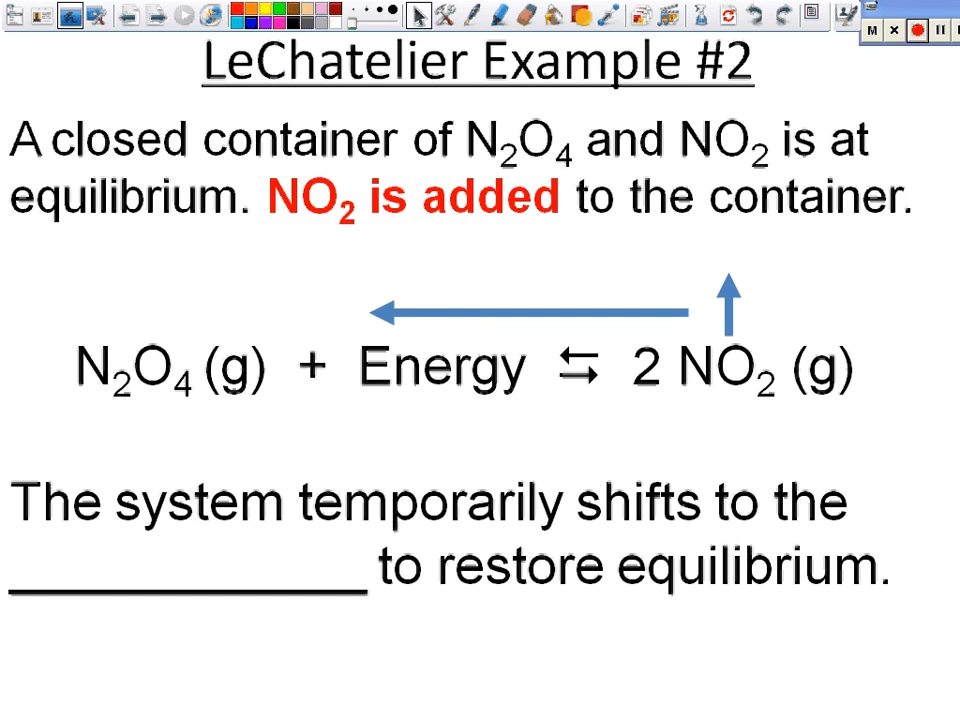 M
LeChatelier Example #2
A closed container of N₂O₄ and NO₂ is at
equilibrium. NO₂ is added to the container.
N₂O₄ (g) + Energy ⇆ 2 NO₂ (g)
The system temporarily shifts to the
_____________ to restore equilibrium.